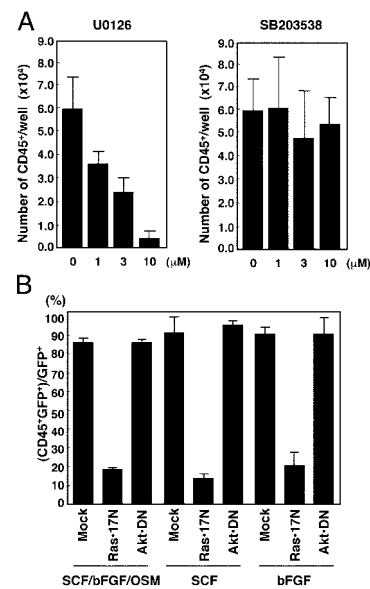 A
U0126
SB203538
Number of CD45+/well (x10⁴)
9.0
8.0
7.0
6.0
5.0
4.0
3.0
2.0
1.0
0.0
0 1 3 10 (μM)
Number of CD45+/well (x10⁴)
9.0
8.0
7.0
6.0
5.0
4.0
3.0
2.0
1.0
0.0
0 1 3 10 (μM)
B
(%)
(CD45+GFP+)/GFP+
100
90
80
70
60
50
40
30
20
10
0
Mock Ras·17N Akt·DN Mock Ras·17N Akt·DN Mock Ras·17N Akt·DN
SCF/bFGF/OSM SCF bFGF